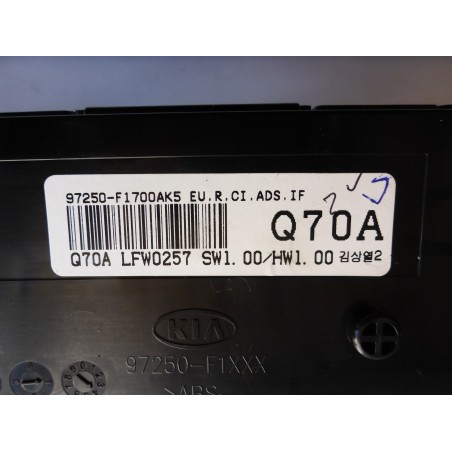 97250-F1700AK5 EU.R.CI.ADS.IF
Q70A
Q70A LFW0257 SW1.00/HW1.00 김상열2
KIA
97250-F1XXX
>ABS